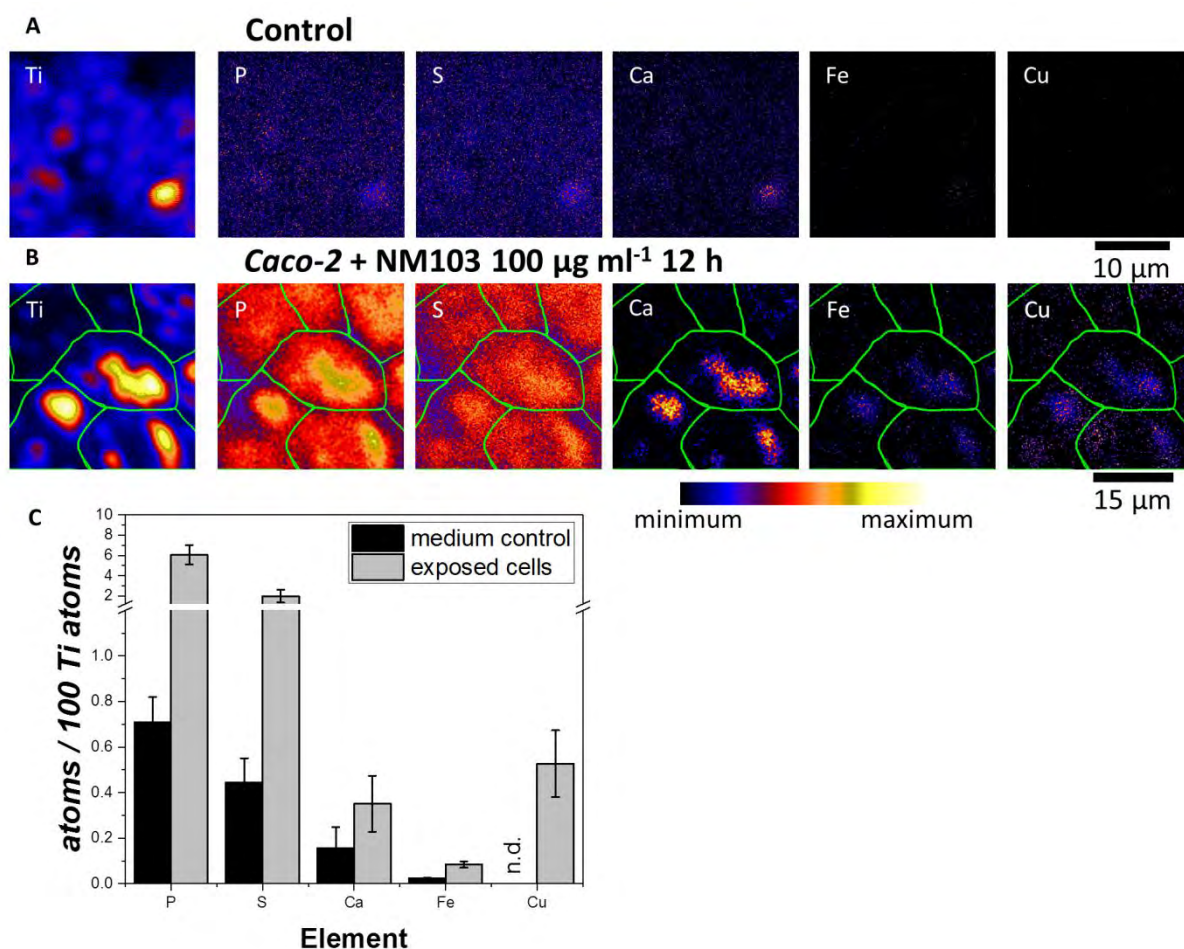 A
Control
Ti
P
S
Ca
Fe
Cu
10 µm
B
Caco-2 + NM103 100 µg ml-1 12 h
Ti
P
S
Ca
Fe
Cu
minimum
maximum
15 µm
C
10
8
6
4
2
1.0
0.8
0.6
0.4
0.2
0.0
atoms / 100 Ti atoms
medium control
exposed cells
n.d.
P
S
Ca
Fe
Cu
Element